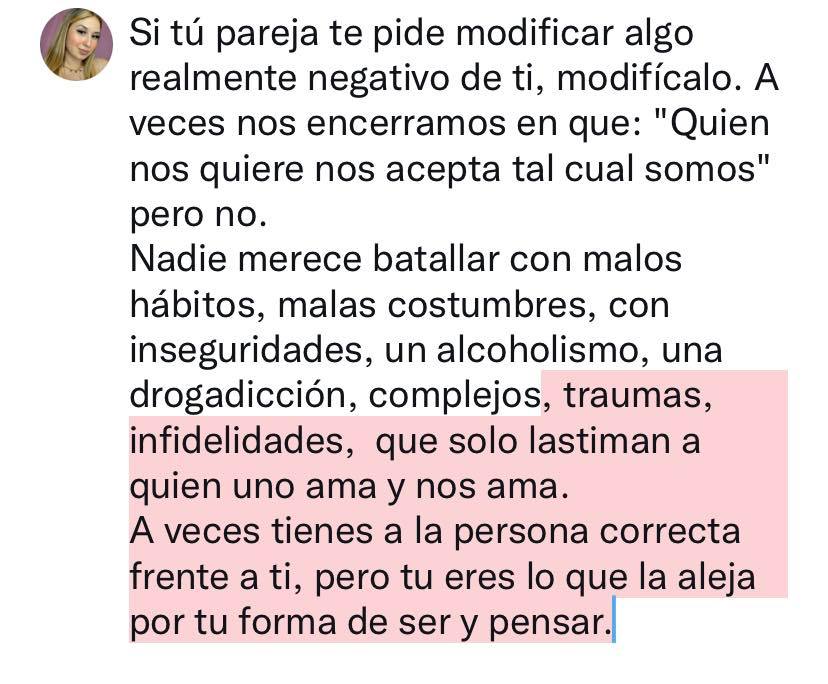 Si tú pareja te pide modificar algo
realmente negativo de ti, modifícalo. A
veces nos encerramos en que: "Quien
nos quiere nos acepta tal cual somos"
pero no.
Nadie merece batallar con malos
hábitos, malas costumbres, con
inseguridades, un alcoholismo, una
drogadicción, complejos, traumas,
infidelidades,  que solo lastiman a
quien uno ama y nos ama.
A veces tienes a la persona correcta
frente a ti, pero tu eres lo que la aleja
por tu forma de ser y pensar.